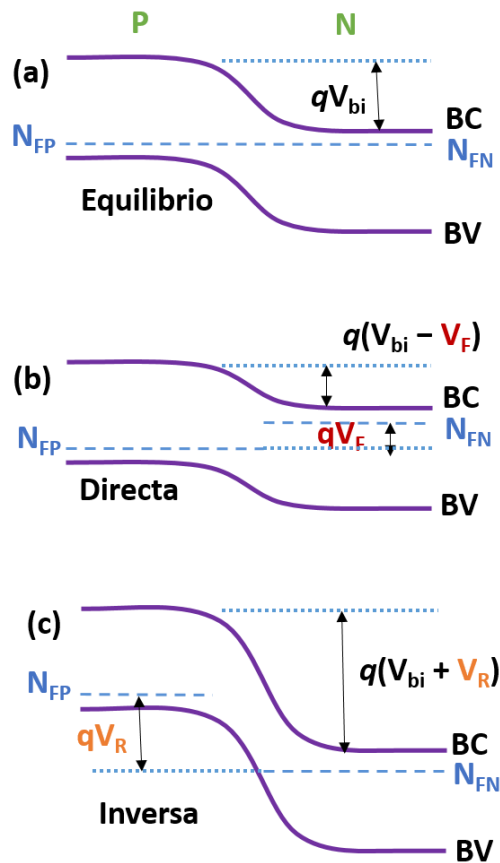 P N
(a)
qVbi
BC
NFP
NFN
Equilibrio
BV
q(Vbi − VF)
(b)
BC
NFP
qVF
NFN
Directa
BV
(c)
q(Vbi + VR)
NFP
qVR
BC
NFN
Inversa
BV